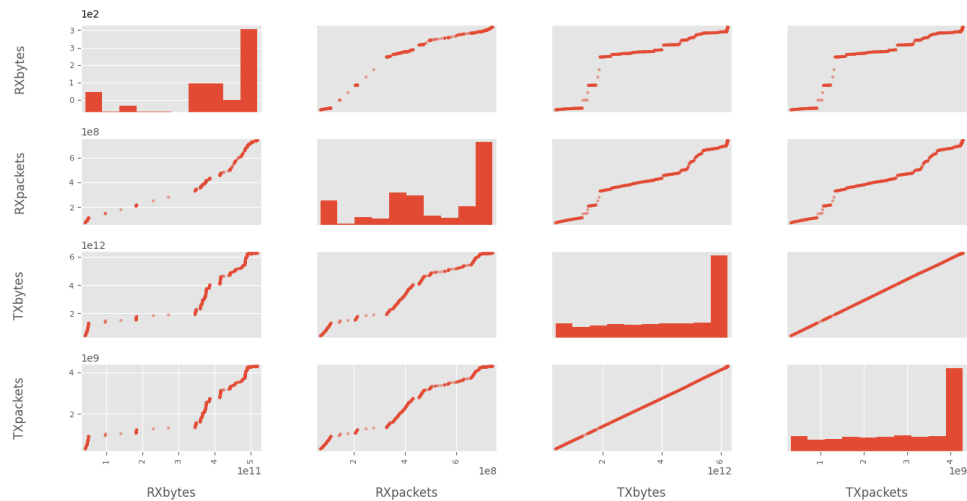 1e2
3
2
1
0
RXbytes
1e8
6
4
2
RXpackets
1e12
6
4
2
TXbytes
1e9
4
2
TXpackets
1 2 3 4 5
1e11
2 4 6
1e8
2 4 6
1e12
1 2 3 4
1e9
RXbytes RXpackets TXbytes TXpackets